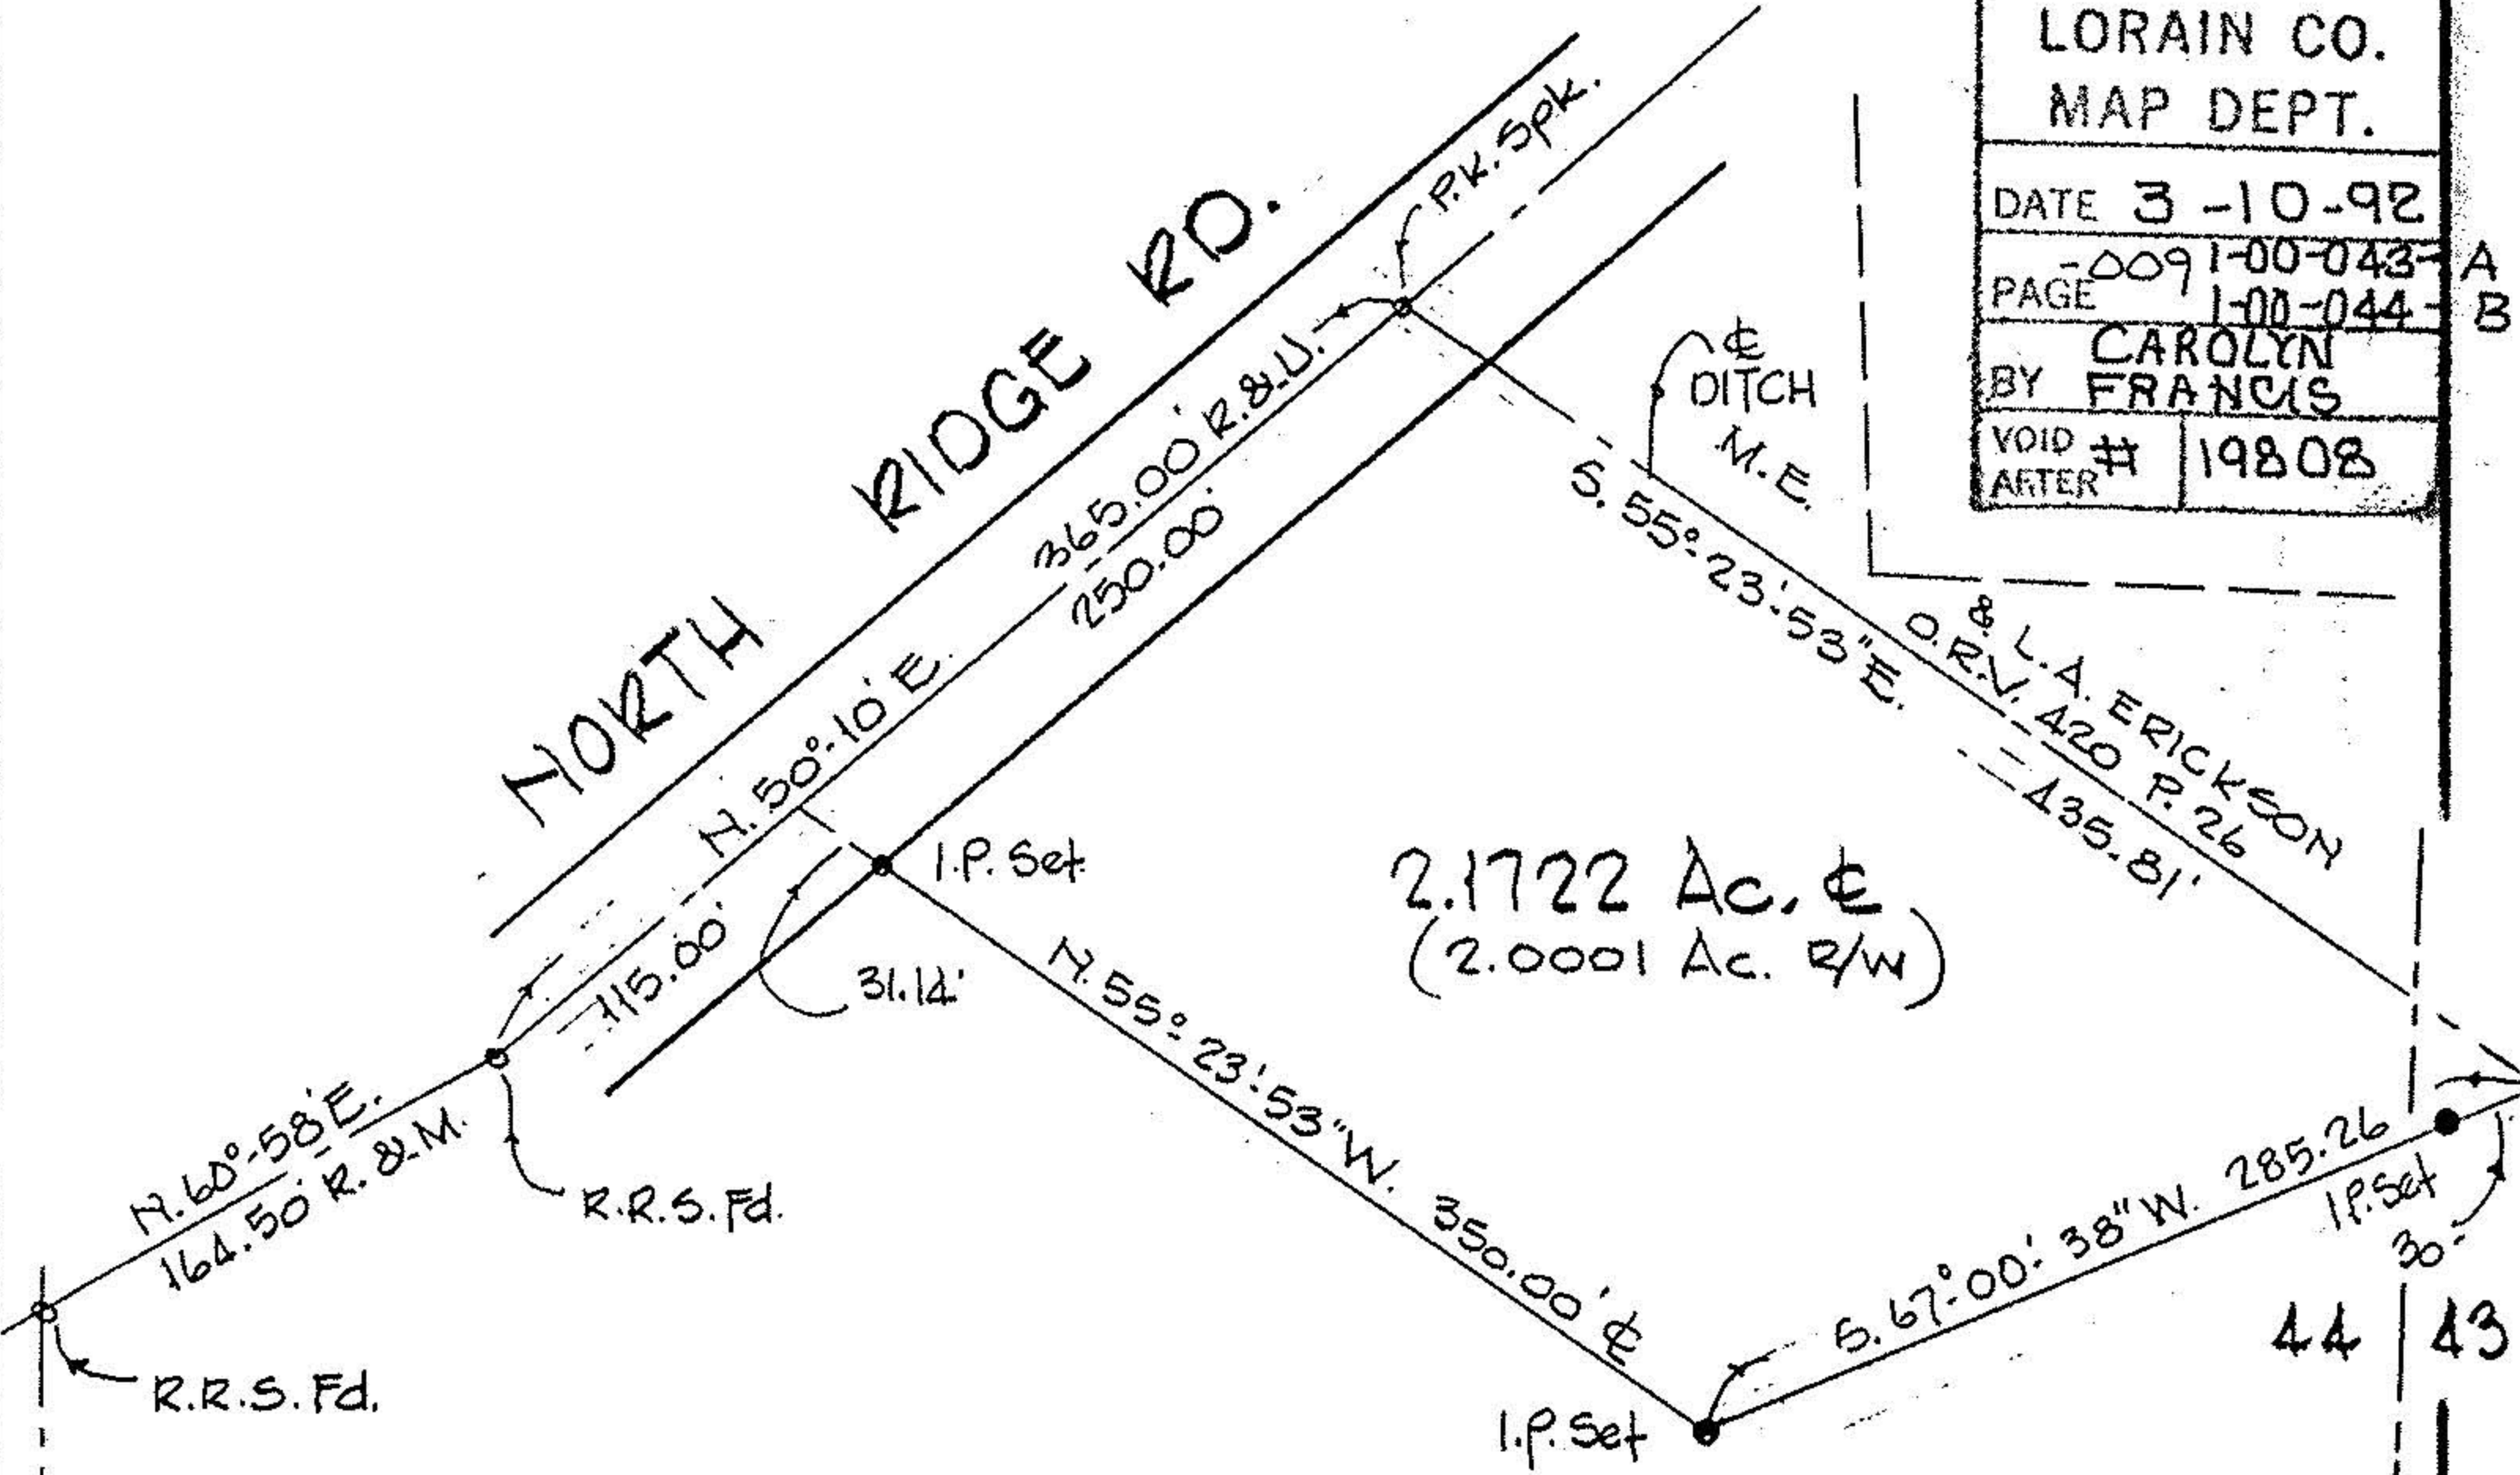 LORAIN CO.
MAP DEPT.
DATE 3-10-92
PAGE -009 1-00-043-A
1-00-044-B
BY CAROLYN
FRANCIS
VOID AFTER # 19808
P.K. Spk.
NORTH RIDGE RD.
365.00' R.&U.
250.00'
N. 50°-10' E.
115.00'
℄
DITCH
M.E.
S. 55°-23'-53" E.
435.81'
& L.A. ERICKSON
O.R.V. 420 P. 26
I.P. Set
31.14'
2.1722 Ac. ℄
(2.0001 Ac. R/W)
N. 55°-23'-53" W. 350.00' ℄
N. 60°-58' E.
164.50' R. & M.
R.R.S. Fd.
R.R.S. Fd.
S. 67°-00'-38" W. 285.26
I.P. Set
30'
I.P. Set
44 43